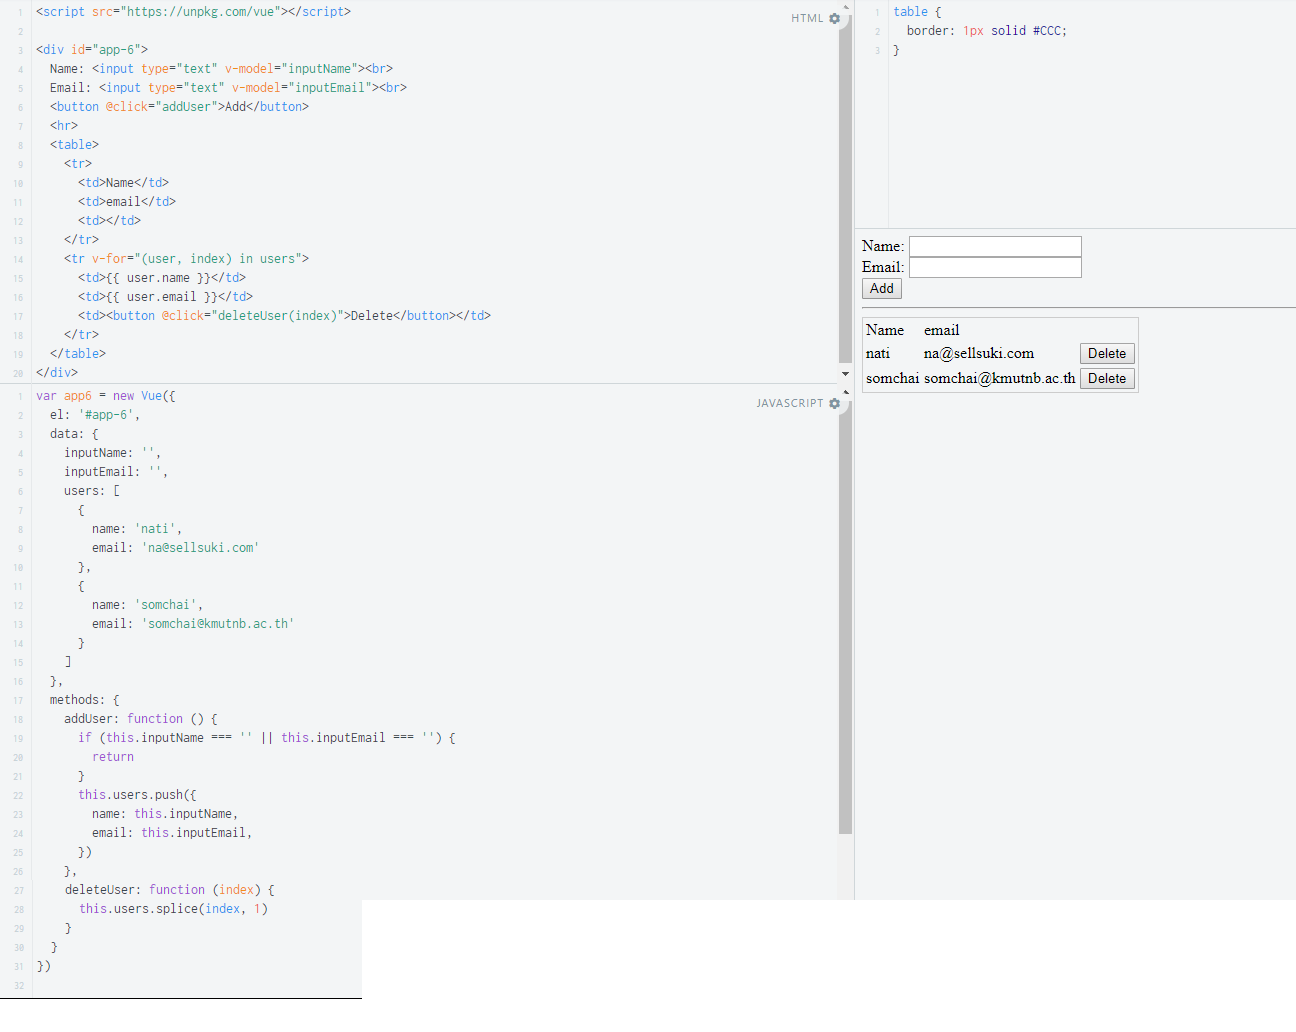 1 <script src="https://unpkg.com/vue"></script>
HTML
2
3 <div id="app-6">
4   Name: <input type="text" v-model="inputName"><br>
5   Email: <input type="text" v-model="inputEmail"><br>
6   <button @click="addUser">Add</button>
7   <hr>
8   <table>
9     <tr>
10       <td>Name</td>
11       <td>email</td>
12       <td></td>
13     </tr>
14     <tr v-for="(user, index) in users">
15       <td>{{ user.name }}</td>
16       <td>{{ user.email }}</td>
17       <td><button @click="deleteUser(index)">Delete</button></td>
18     </tr>
19   </table>
20 </div>
1 var app6 = new Vue({
JAVASCRIPT
2   el: '#app-6',
3   data: {
4     inputName: '',
5     inputEmail: '',
6     users: [
7       {
8         name: 'nati',
9         email: 'na@sellsuki.com'
10       },
11       {
12         name: 'somchai',
13         email: 'somchai@kmutnb.ac.th'
14       }
15     ]
16   },
17   methods: {
18     addUser: function () {
19       if (this.inputName === '' || this.inputEmail === '') {
20         return
21       }
22       this.users.push({
23         name: this.inputName,
24         email: this.inputEmail,
25       })
26     },
27     deleteUser: function (index) {
28       this.users.splice(index, 1)
29     }
30   }
31 })
32
1 table {
2   border: 1px solid #CCC;
3 }
Name:
Email:
Add
Name email
nati na@sellsuki.com Delete
somchai somchai@kmutnb.ac.th Delete